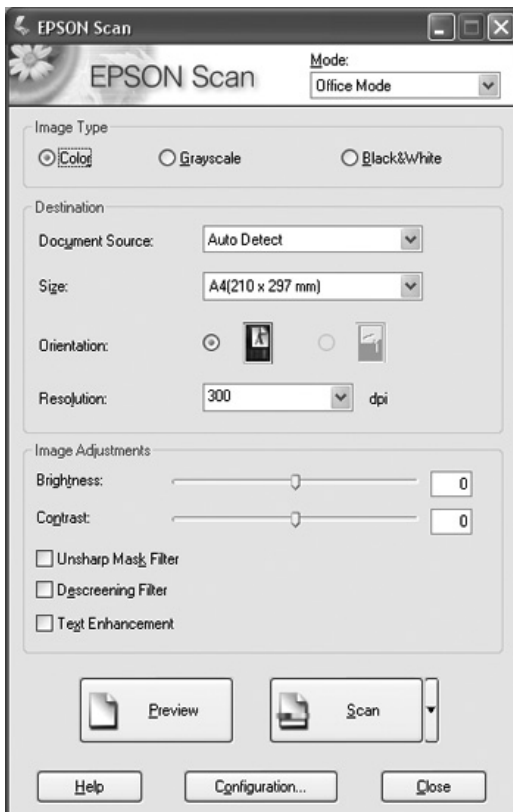 EPSON Scan
EPSON Scan
Mode:
Office Mode
Image Type
Color Grayscale Black&White
Destination
Document Source: Auto Detect
Size: A4(210 x 297 mm)
Orientation:
Resolution: 300 dpi
Image Adjustments
Brightness: 0
Contrast: 0
Unsharp Mask Filter
Descreening Filter
Text Enhancement
Preview Scan
Help Configuration... Close